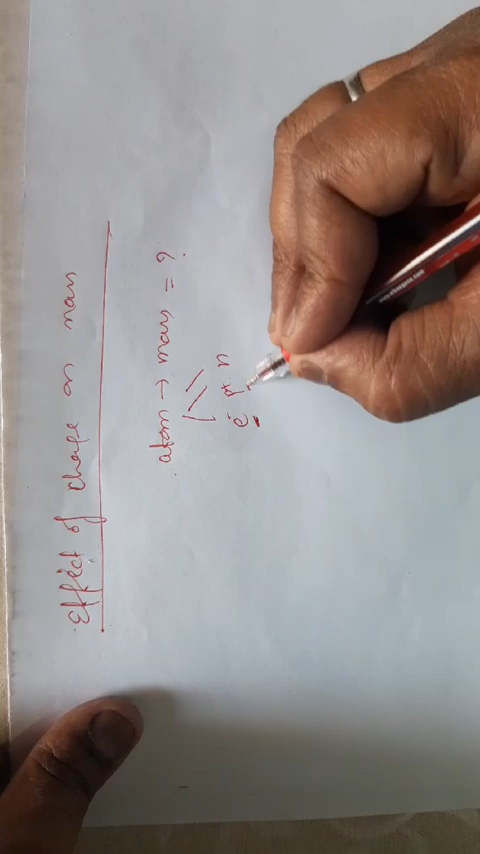 Effect of charge on mass
atom → mass = ?
e⁻ p⁺ n